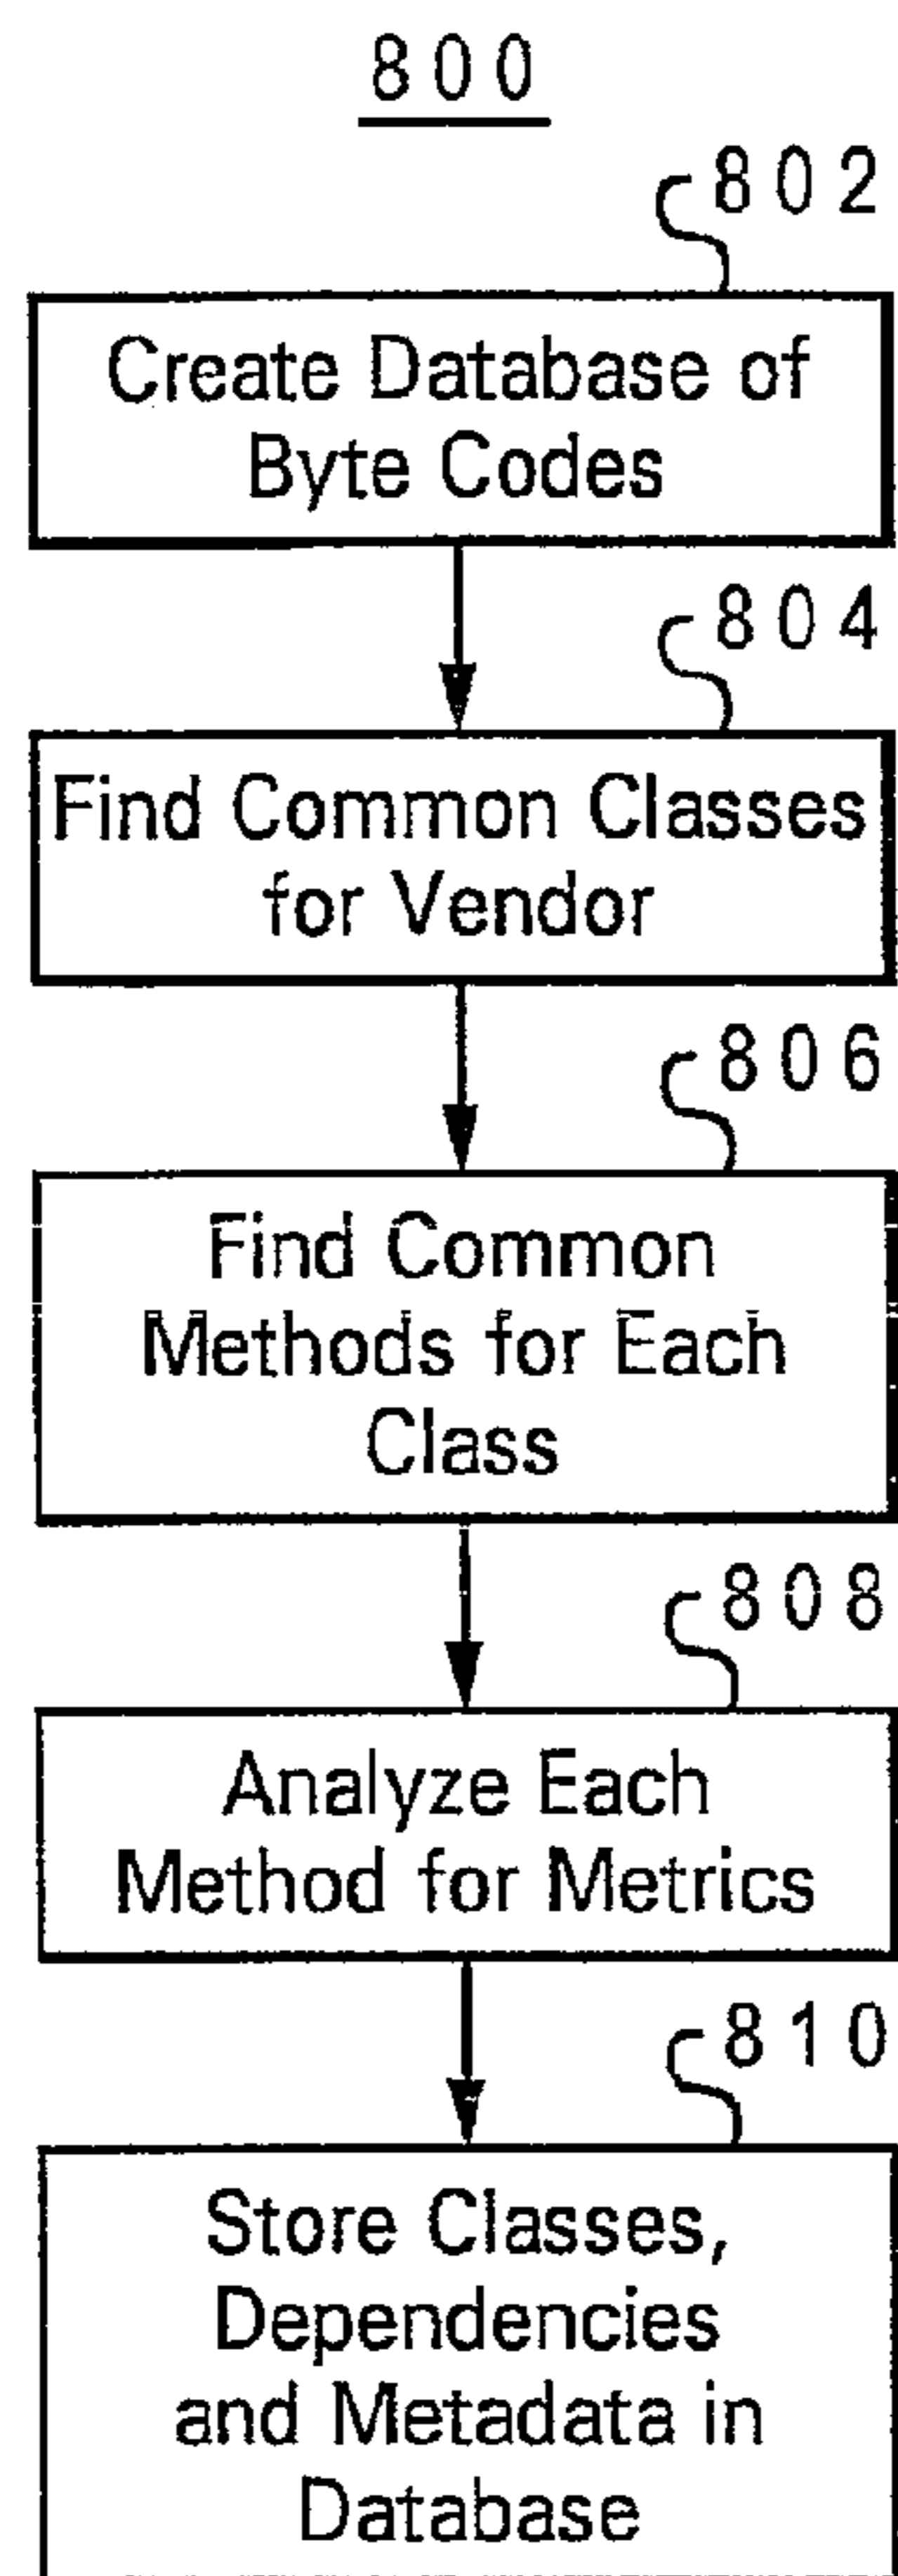 800
802
Create Database of
Byte Codes
804
Find Common Classes
for Vendor
806
Find Common
Methods for Each
Class
808
Analyze Each
Method for Metrics
810
Store Classes,
Dependencies
and Metadata in
Database